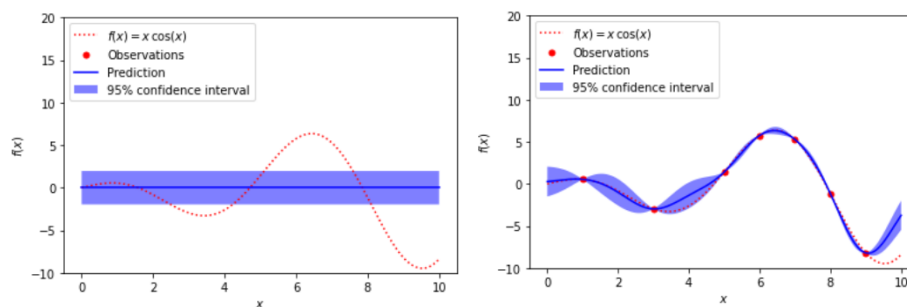 20
15
10
5
0
−5
−10
f(x)
f(x) = x cos(x)
Observations
Prediction
95% confidence interval
0
2
4
6
8
10
x
20
15
10
5
0
−5
−10
f(x)
f(x) = x cos(x)
Observations
Prediction
95% confidence interval
0
2
4
6
8
10
x